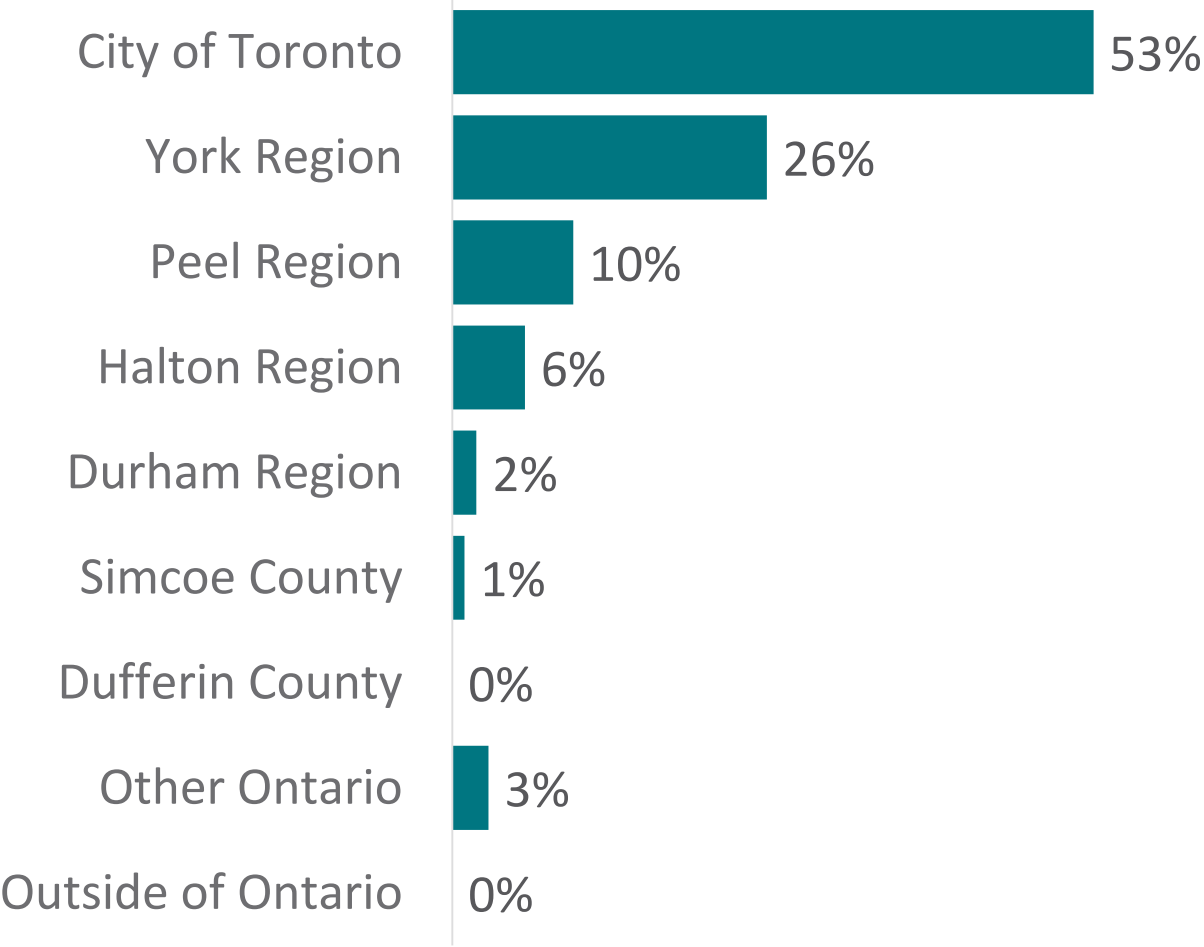 City of Toronto 53%
York Region 26%
Peel Region 10%
Halton Region 6%
Durham Region 2%
Simcoe County 1%
Dufferin County 0%
Other Ontario 3%
Outside of Ontario 0%